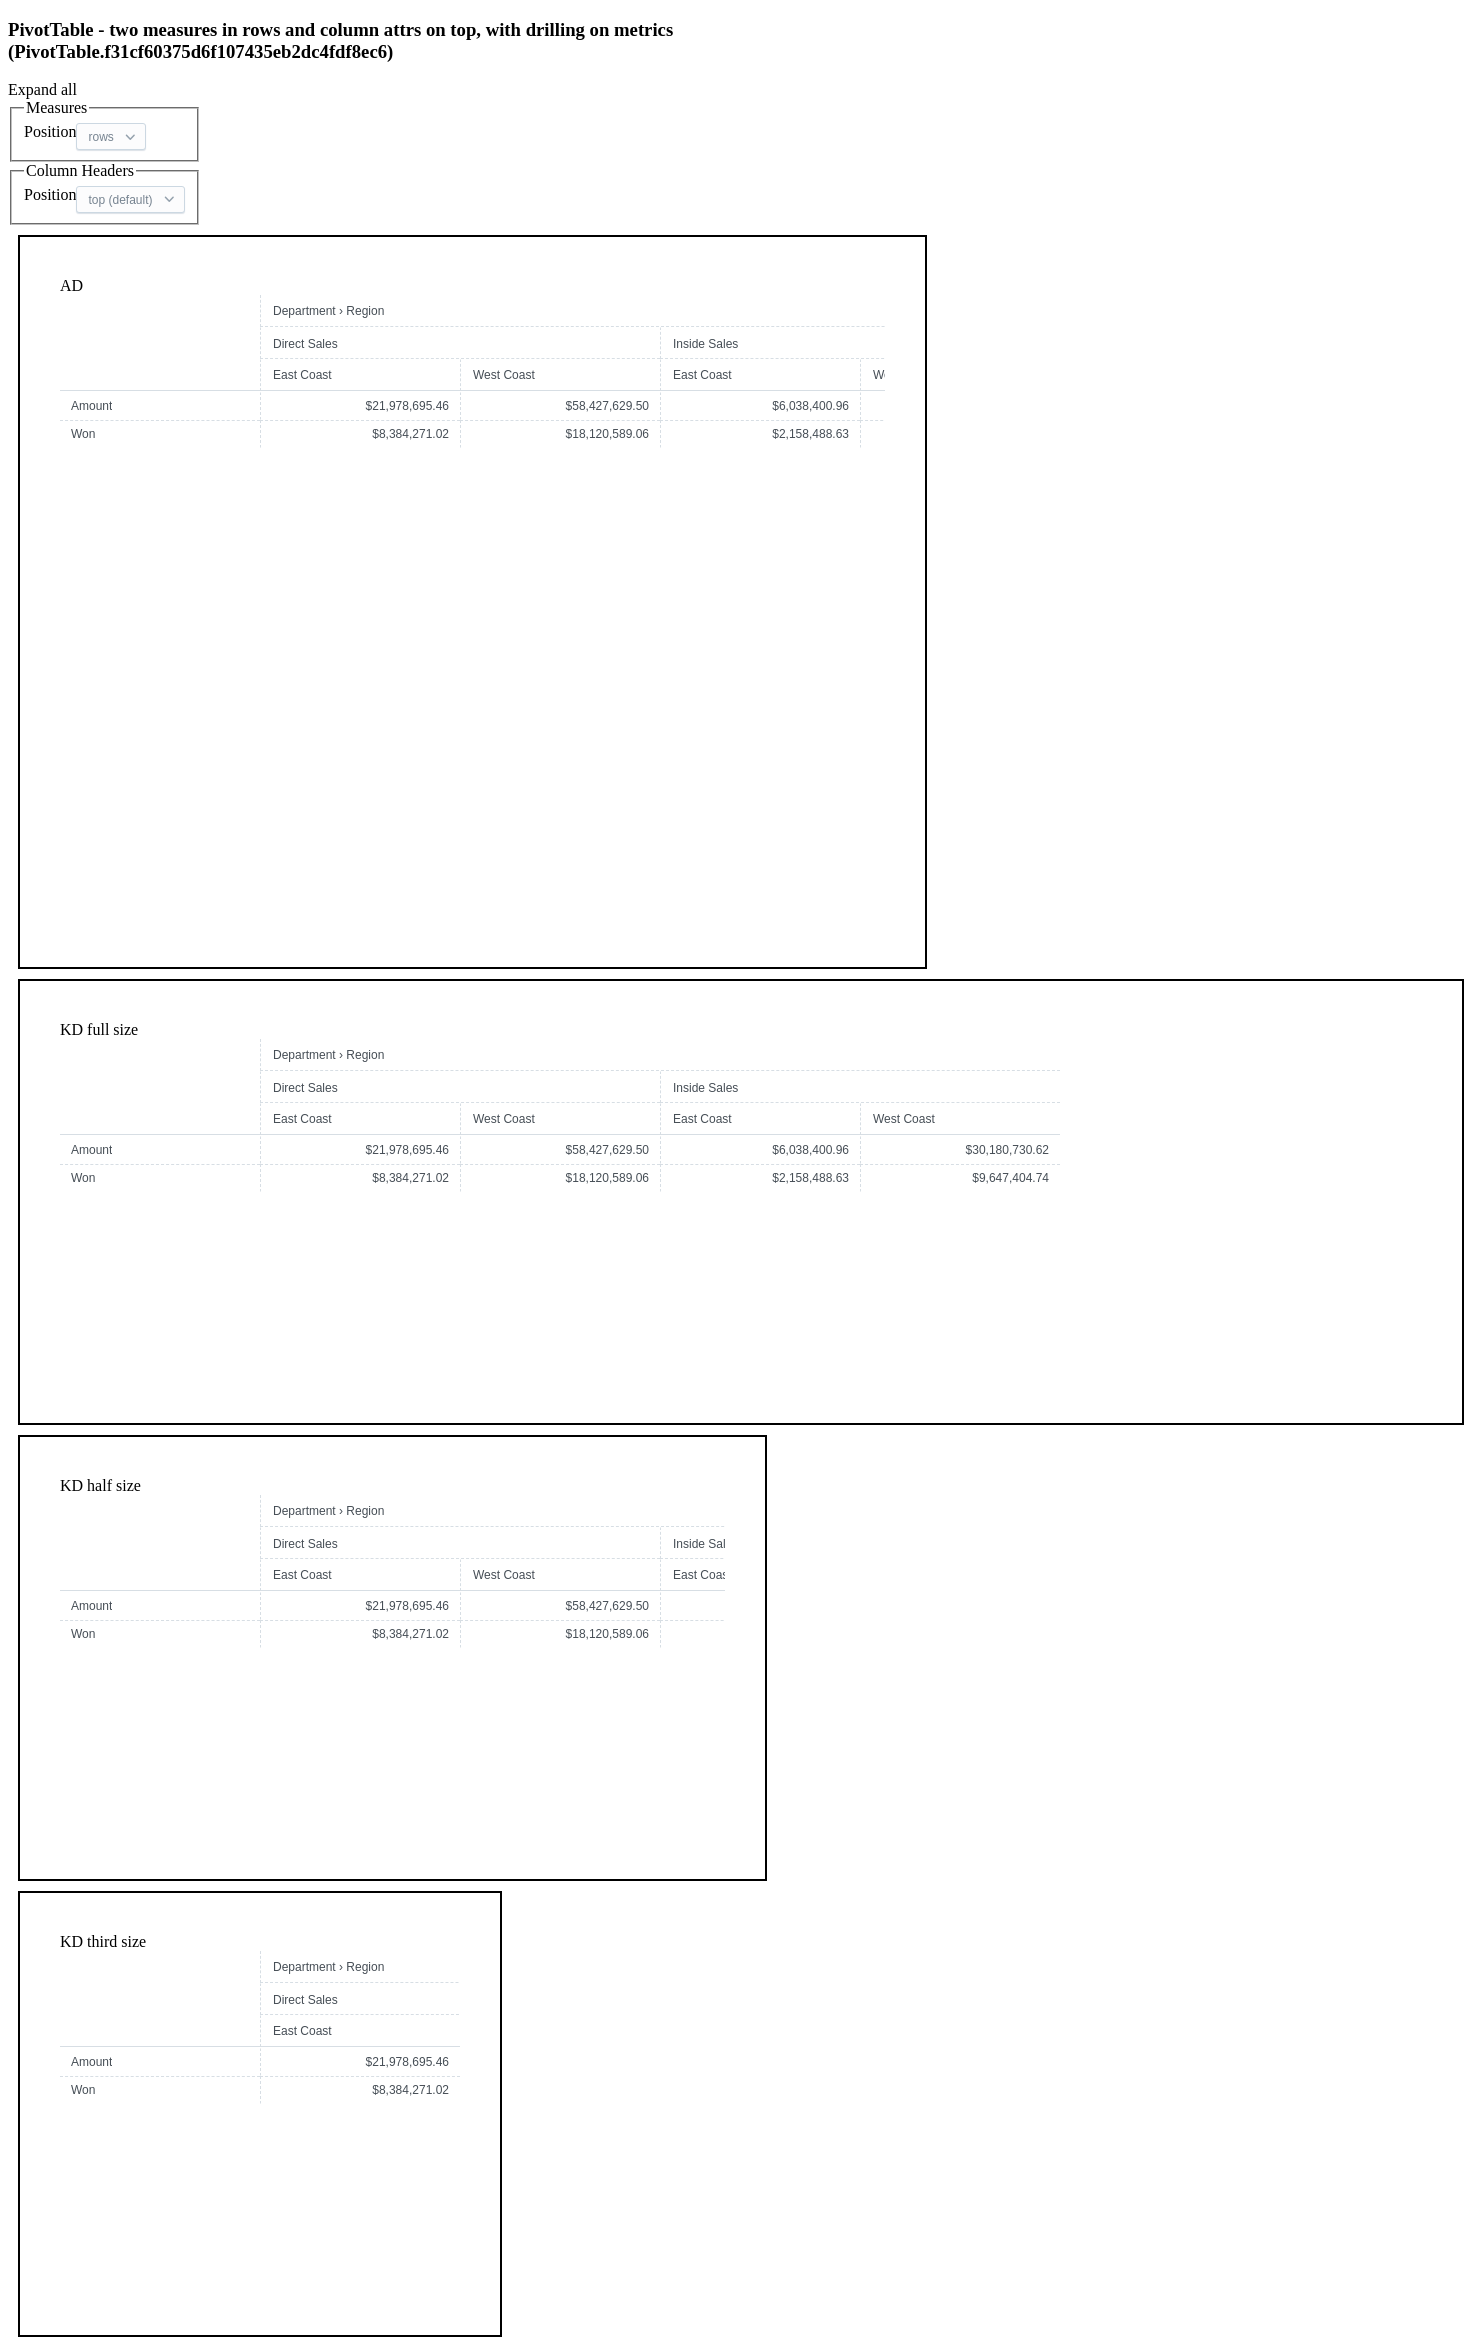 PivotTable - two measures in rows and column attrs on top, with drilling on metrics
(PivotTable.f31cf60375d6f107435eb2dc4fdf8ec6)
Expand all
Measures
Position rows
Column Headers
Position top (default)
AD
Department › Region
Direct Sales Inside Sales
East Coast West Coast East Coast
Amount $21,978,695.46 $58,427,629.50 $6,038,400.96
Won $8,384,271.02 $18,120,589.06 $2,158,488.63
KD full size
Department › Region
Direct Sales Inside Sales
East Coast West Coast East Coast West Coast
Amount $21,978,695.46 $58,427,629.50 $6,038,400.96 $30,180,730.62
Won $8,384,271.02 $18,120,589.06 $2,158,488.63 $9,647,404.74
KD half size
Department › Region
Direct Sales Inside Sal
East Coast West Coast East Coas
Amount $21,978,695.46 $58,427,629.50
Won $8,384,271.02 $18,120,589.06
KD third size
Department › Region
Direct Sales
East Coast
Amount $21,978,695.46
Won $8,384,271.02